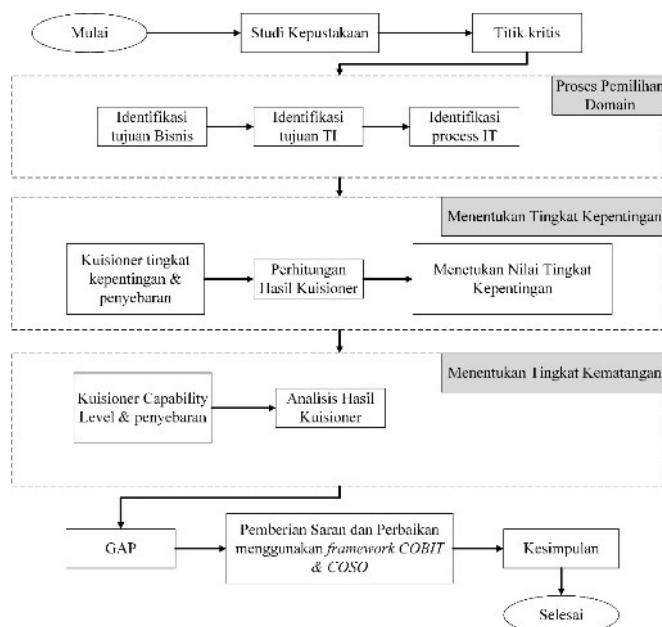 Mulai
Studi Kepustakaan
Titik kritis
Proses Pemilihan
Domain
Identifikasi
tujuan Bisnis
Identifikasi
tujuan TI
Identifikasi
process IT
Menentukan Tingkat Kepentingan
Kuisioner tingkat
kepentingan &
penyebaran
Perhitungan
Hasil Kuisioner
Menetukan Nilai Tingkat
Kepentingan
Menentukan Tingkat Kematangan
Kuisioner Capability
Level & penyebaran
Analisis Hasil
Kuisioner
GAP
Pemberian Saran dan Perbaikan
menggunakan framework COBIT
& COSO
Kesimpulan
Selesai